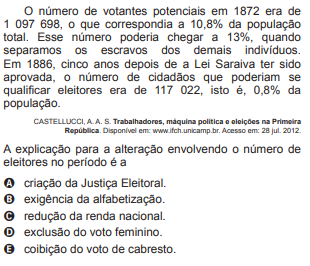 O número de votantes potenciais em 1872 era de
1 097 698, o que correspondia a 10,8% da população
total. Esse número poderia chegar a 13%, quando
separamos os escravos dos demais indivíduos.
Em 1886, cinco anos depois de a Lei Saraiva ter sido
aprovada, o número de cidadãos que poderiam se
qualificar eleitores era de 117 022, isto é, 0,8% da
população.
CASTELLUCCI, A. A. S. Trabalhadores, máquina política e eleições na Primeira
República. Disponível em: www.ifch.unicamp.br. Acesso em: 28 jul. 2012.
A explicação para a alteração envolvendo o número de
eleitores no período é a
A criação da Justiça Eleitoral.
B exigência da alfabetização.
C redução da renda nacional.
D exclusão do voto feminino.
E coibição do voto de cabresto.